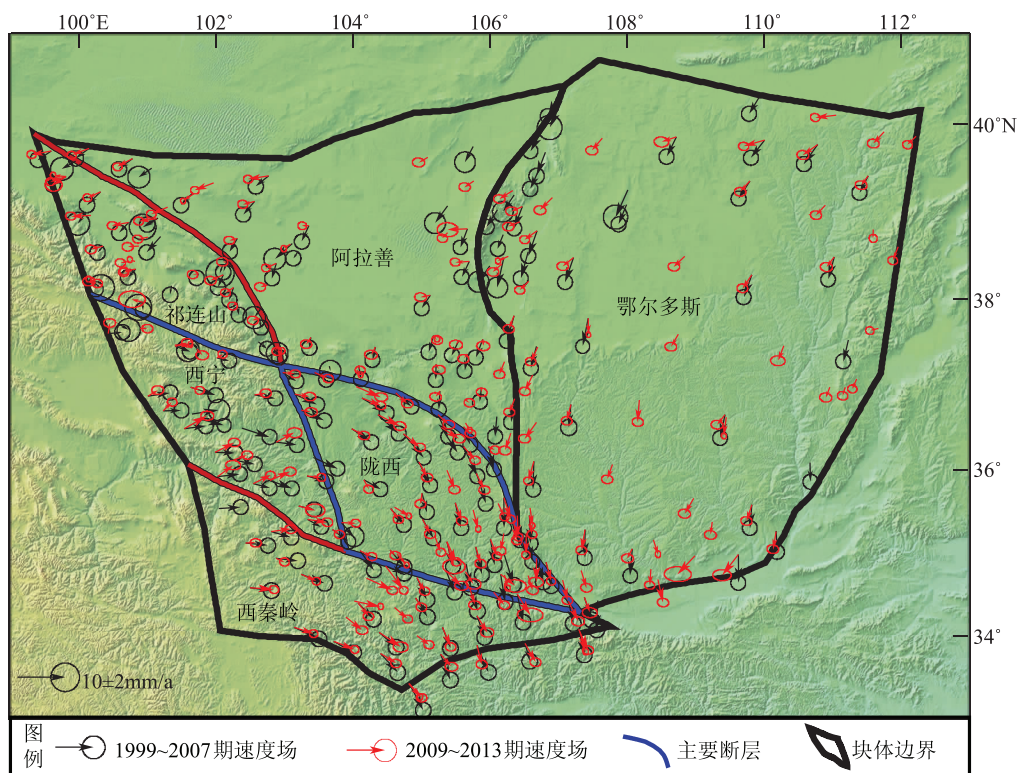 100°E 102° 104° 106° 108° 110° 112°
40°N
阿拉善
38°
鄂尔多斯
祁连山
西宁
陇西
36°
西秦岭
34°
10±2mm/a
图例
1999~2007期速度场
2009~2013期速度场
主要断层
块体边界